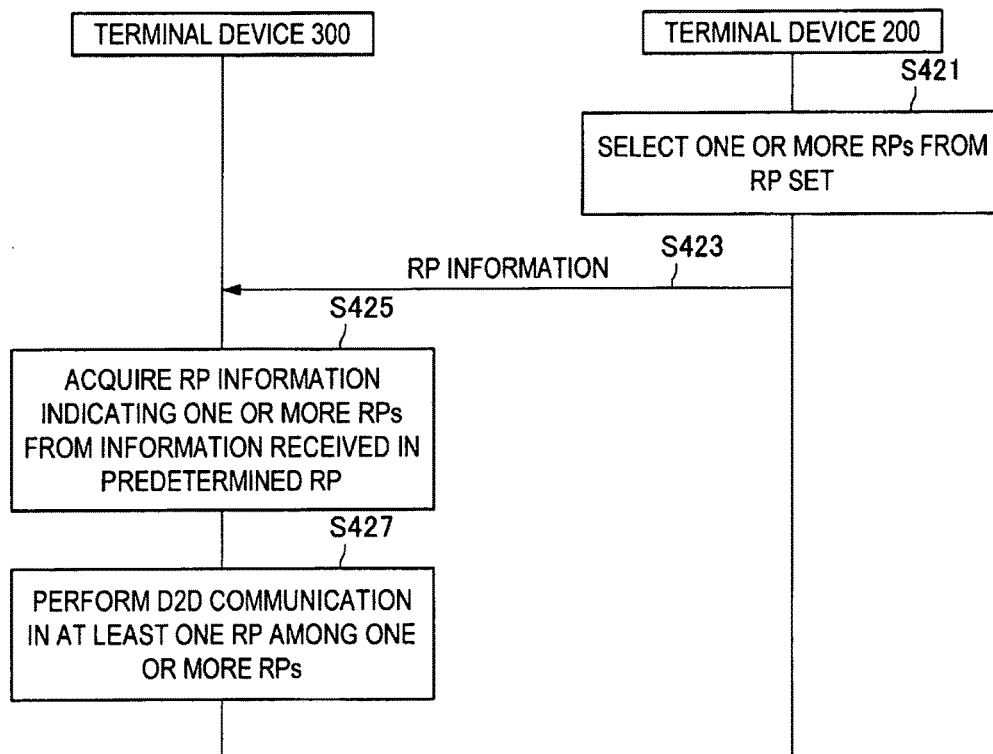 TERMINAL DEVICE 300
TERMINAL DEVICE 200
S421
SELECT ONE OR MORE RPs FROM
RP SET
S423
RP INFORMATION
S425
ACQUIRE RP INFORMATION
INDICATING ONE OR MORE RPs
FROM INFORMATION RECEIVED IN
PREDETERMINED RP
S427
PERFORM D2D COMMUNICATION
IN AT LEAST ONE RP AMONG ONE
OR MORE RPs